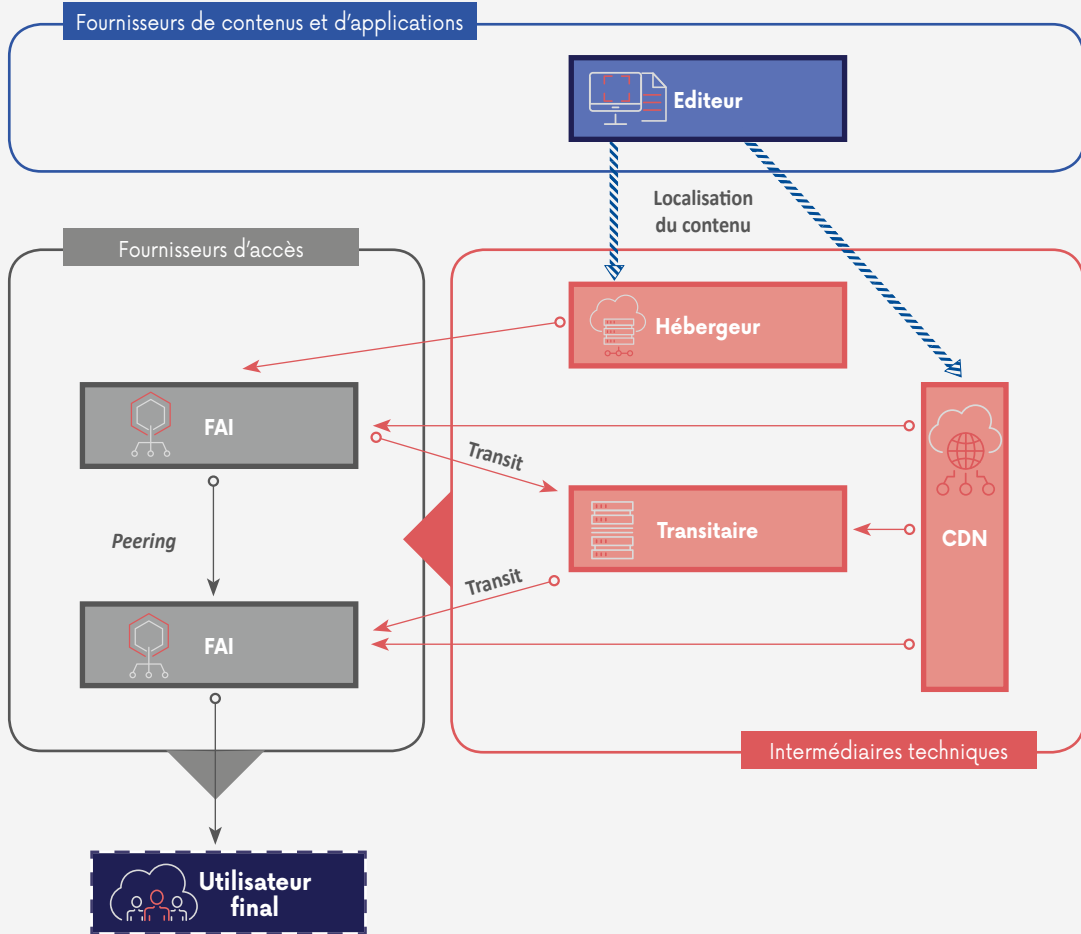 Fournisseurs de contenus et d'applications
Editeur
Localisation
du contenu
Fournisseurs d'accès
Hébergeur
FAI
Transit
Transitaire
CDN
Peering
Transit
FAI
Intermédiaires techniques
Utilisateur
final